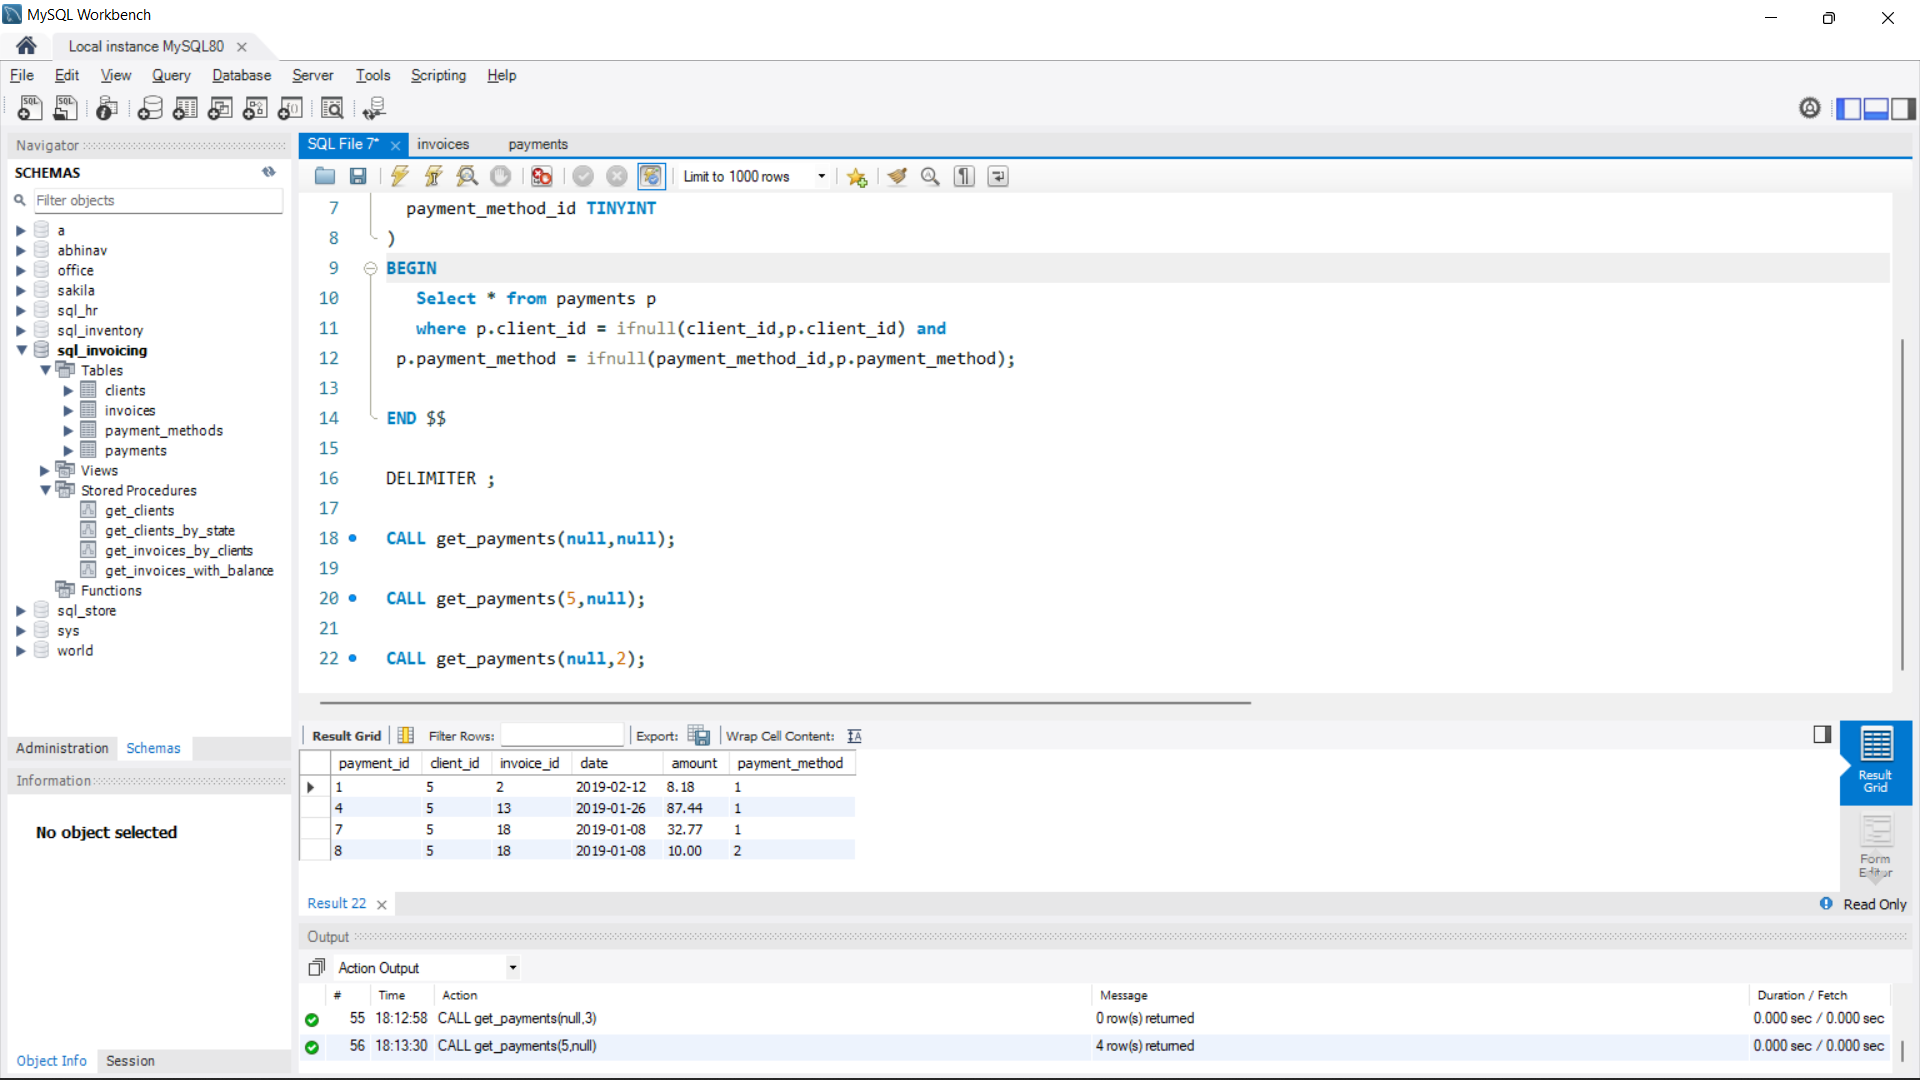 MySQL Workbench
Local instance MySQL80
File Edit View Query Database Server Tools Scripting Help
Navigator
SCHEMAS
Filter objects
a
abhinav
office
sakila
sql_hr
sql_inventory
sql_invoicing
Tables
clients
invoices
payment_methods
payments
Views
Stored Procedures
get_clients
get_clients_by_state
get_invoices_by_clients
get_invoices_with_balance
Functions
sql_store
sys
world
Administration Schemas
Information
No object selected
Object Info Session
SQL File 7* invoices payments
Limit to 1000 rows
7 payment_method_id TINYINT
8 )
9 BEGIN
10 Select * from payments p
11 where p.client_id = ifnull(client_id,p.client_id) and
12 p.payment_method = ifnull(payment_method_id,p.payment_method);
13
14 END $$
15
16 DELIMITER ;
17
18 CALL get_payments(null,null);
19
20 CALL get_payments(5,null);
21
22 CALL get_payments(null,2);
Result Grid Filter Rows: Export: Wrap Cell Content:
payment_id client_id invoice_id date amount payment_method
1 5 2 2019-02-12 8.18 1
4 5 13 2019-01-26 87.44 1
7 5 18 2019-01-08 32.77 1
8 5 18 2019-01-08 10.00 2
Result
Grid
Form
Editor
Result 22
Read Only
Output
Action Output
# Time Action Message Duration / Fetch
55 18:12:58 CALL get_payments(null,3) 0 row(s) returned 0.000 sec / 0.000 sec
56 18:13:30 CALL get_payments(5,null) 4 row(s) returned 0.000 sec / 0.000 sec